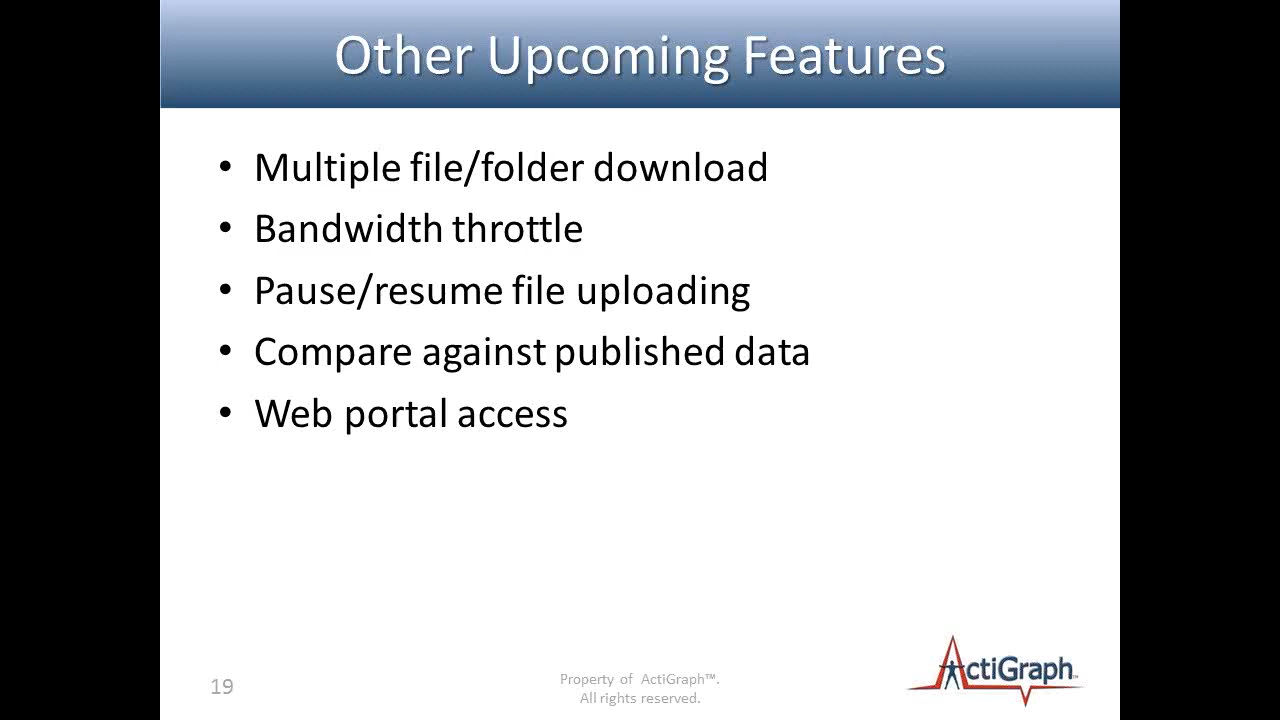 Other Upcoming Features
• Multiple file/folder download
• Bandwidth throttle
• Pause/resume file uploading
• Compare against published data
• Web portal access
19
Property of ActiGraph™.
All rights reserved.
ActiGraph™